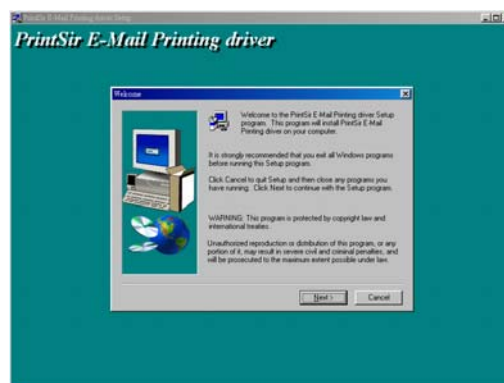 PrintSir E-Mail Printing driver Setup
PrintSir E-Mail Printing driver
Welcome
Welcome to the PrintSir E-Mail Printing driver Setup
program. This program will install PrintSir E-Mail
Printing driver on your computer.
It is strongly recommended that you exit all Windows programs
before running this Setup program.
Click Cancel to quit Setup and then close any programs you
have running. Click Next to continue with the Setup program.
WARNING: This program is protected by copyright law and
international treaties.
Unauthorized reproduction or distribution of this program, or any
portion of it, may result in severe civil and criminal penalties, and
will be prosecuted to the maximum extent possible under law.
Next >
Cancel